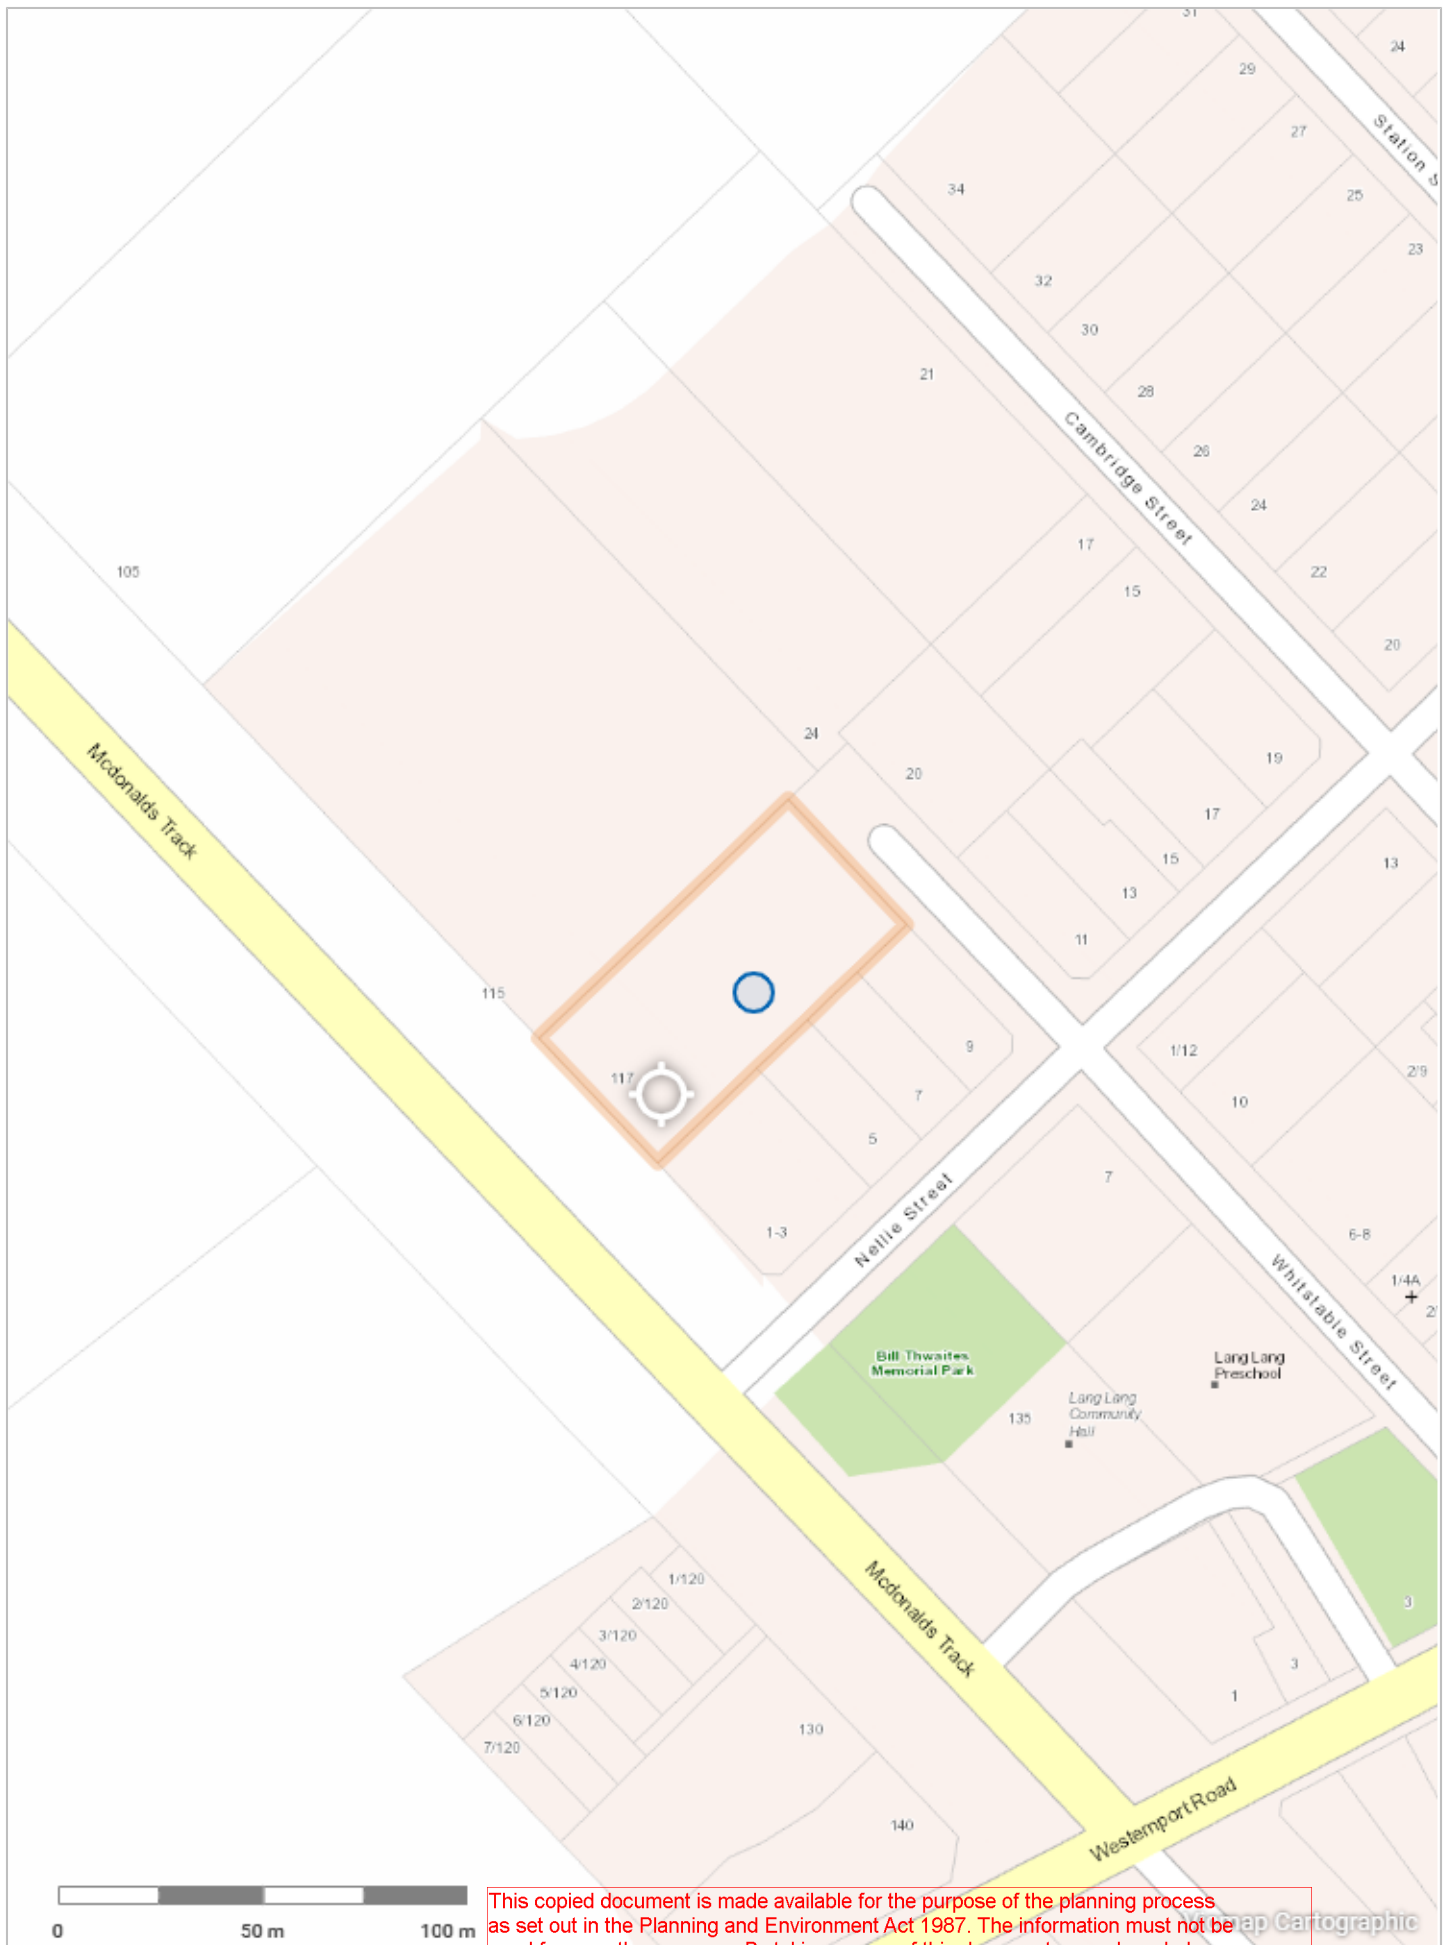 31
24
29
27
Station S
25
34
23
32
30
21
28
Cambridge Street
26
24
17
22
105
15
20
24
19
Mcdonalds Track
20
17
15
13
13
11
115
9
1/12
2/9
117
7
10
5
7
1-3
Nellie Street
6-8
Whitstable Street
1/4A
2/
Bill Thwaites
Memorial Park
Lang Lang
Preschool
Lang Lang
Community
Hall
135
1/120
2/120
3/120
4/120
5/120
6/120
7/120
Mcdonalds Track
3
3
1
130
140
Westernport Road
0
50 m
100 m
This copied document is made available for the purpose of the planning process
as set out in the Planning and Environment Act 1987. The information must not be
map Cartographic